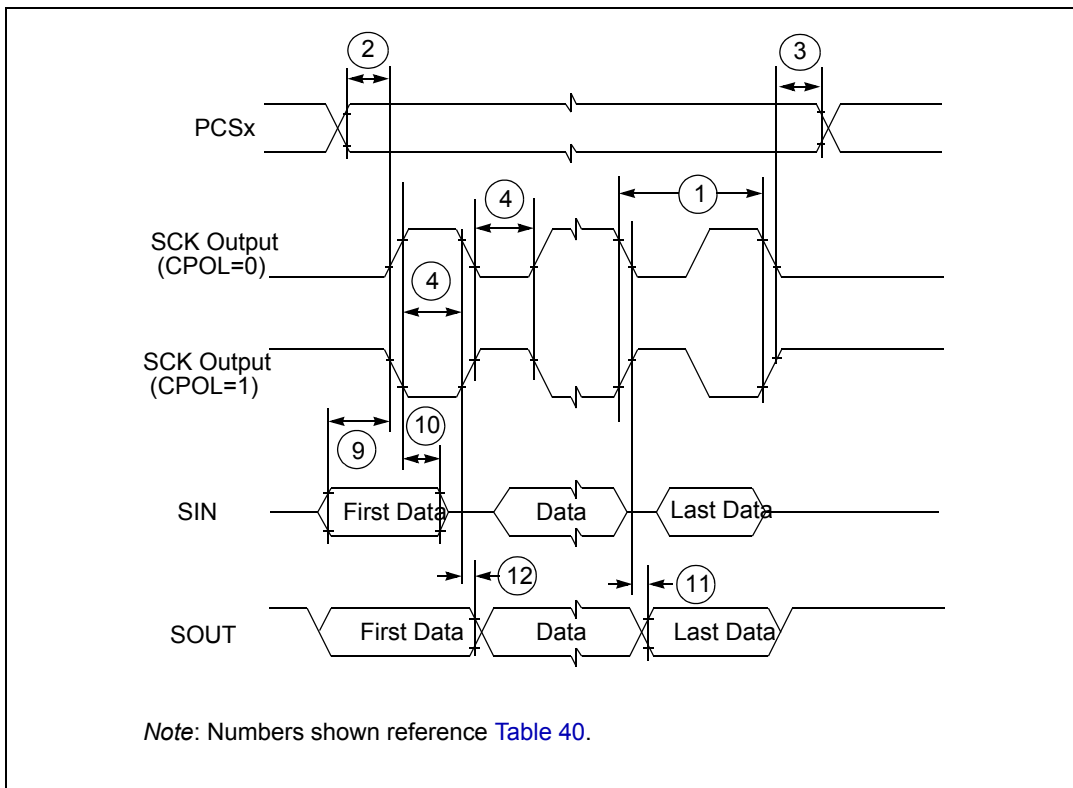 2
3
PCSx
4
1
SCK Output
(CPOL=0)
4
SCK Output
(CPOL=1)
10
9
SIN
First Data
Data
Last Data
12
11
SOUT
First Data
Data
Last Data
Note: Numbers shown reference Table 40.